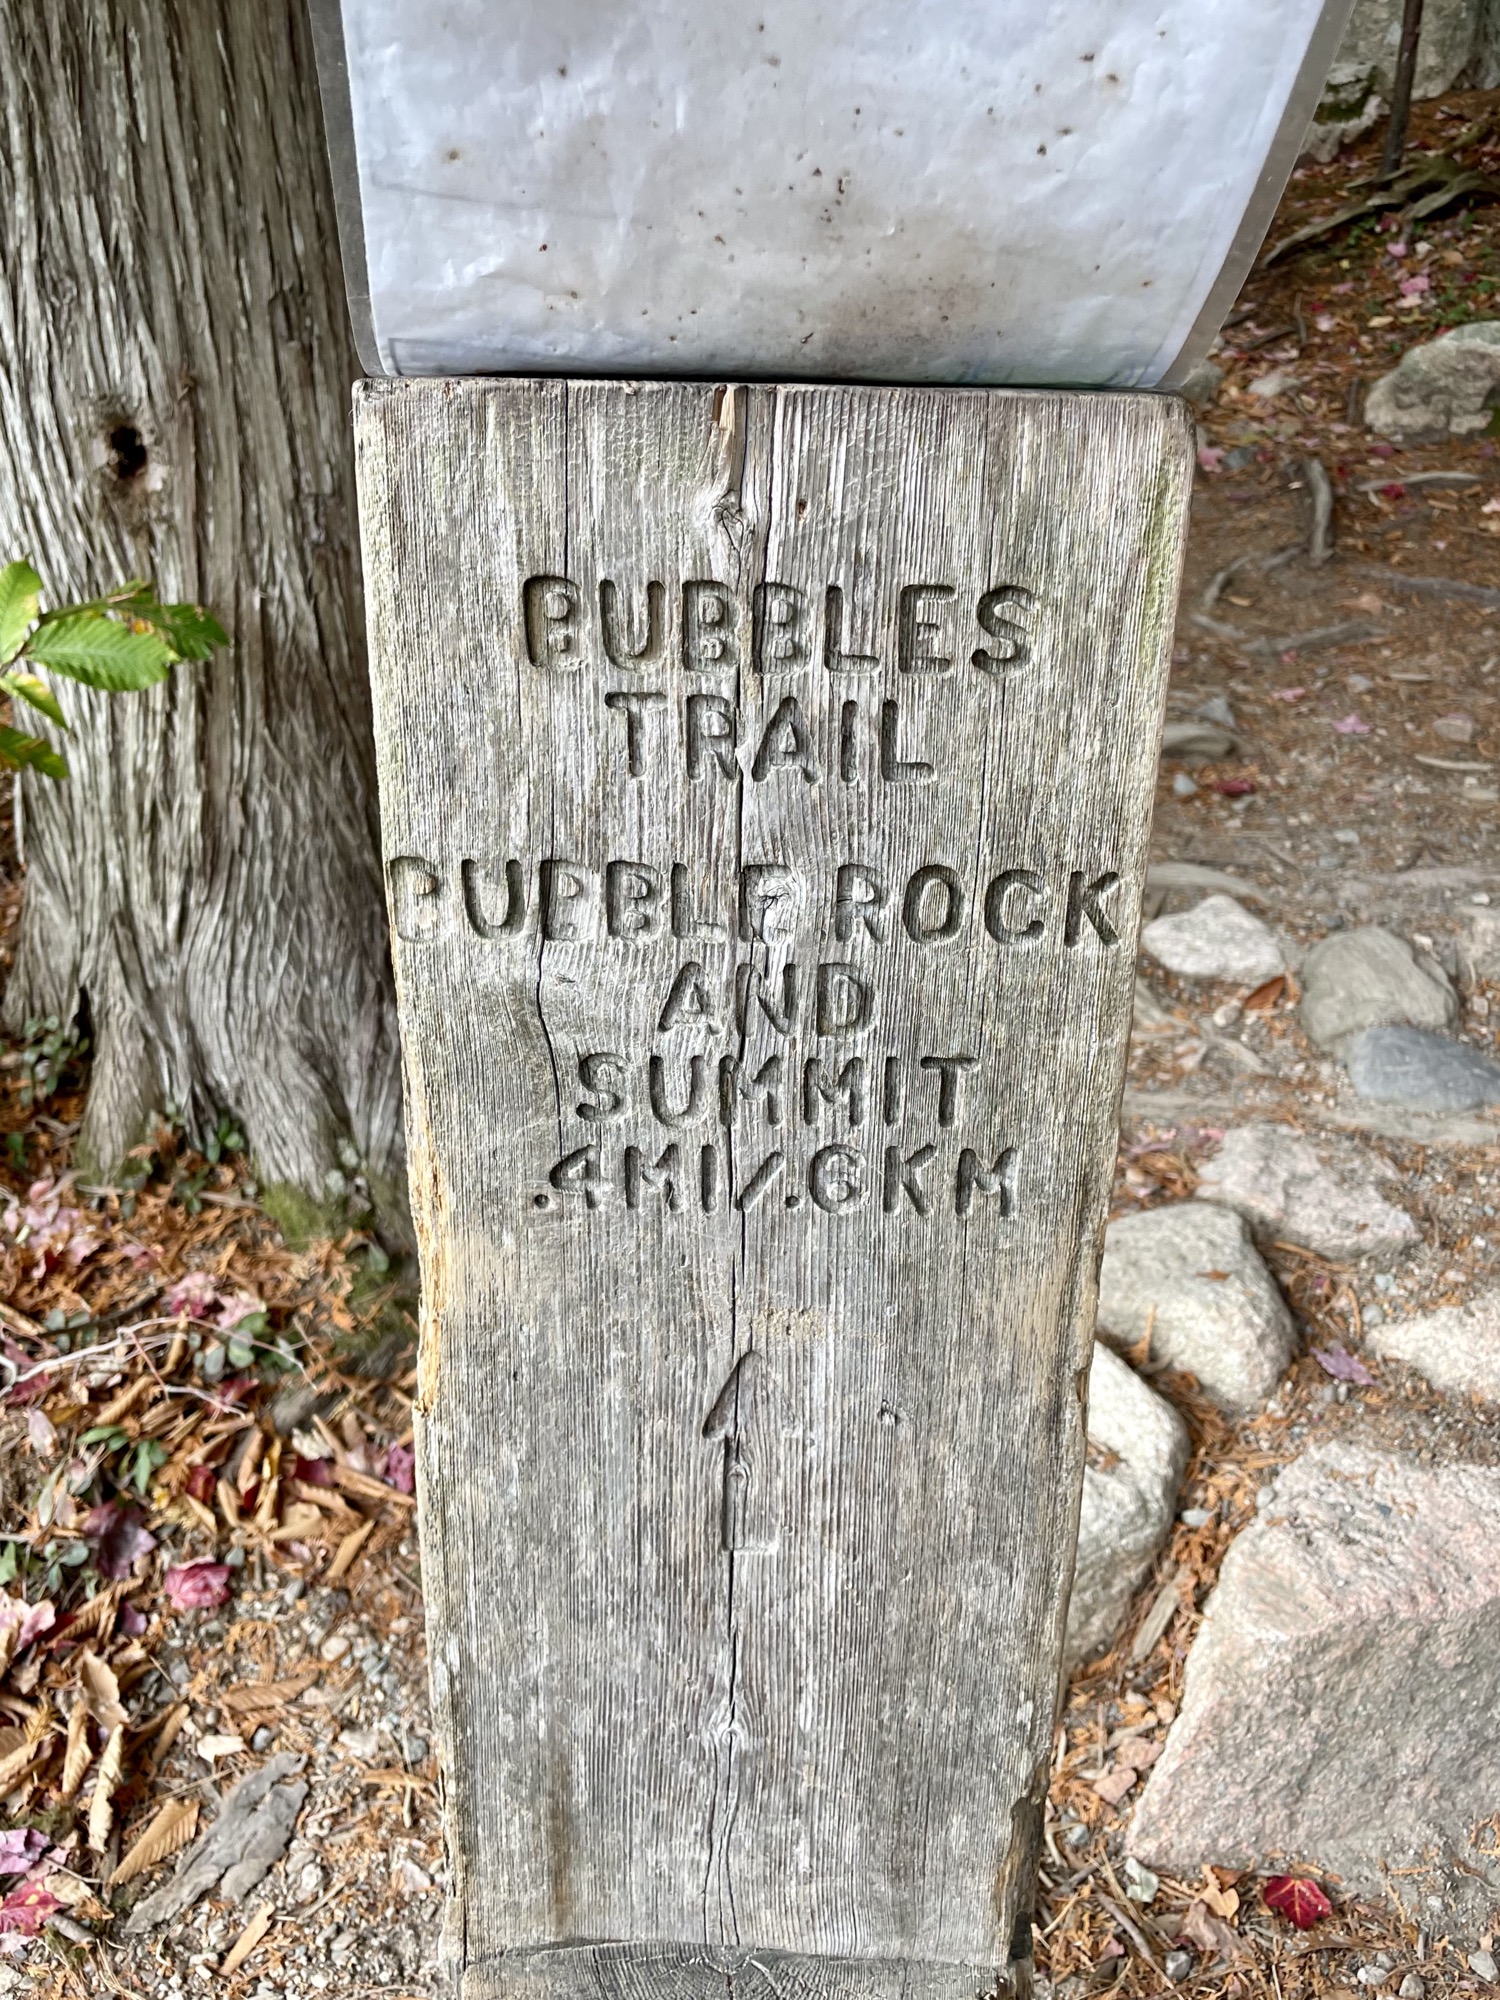 BUBBLES
TRAIL
BUBBLE ROCK
AND
SUMMIT
.4MI/.6KM